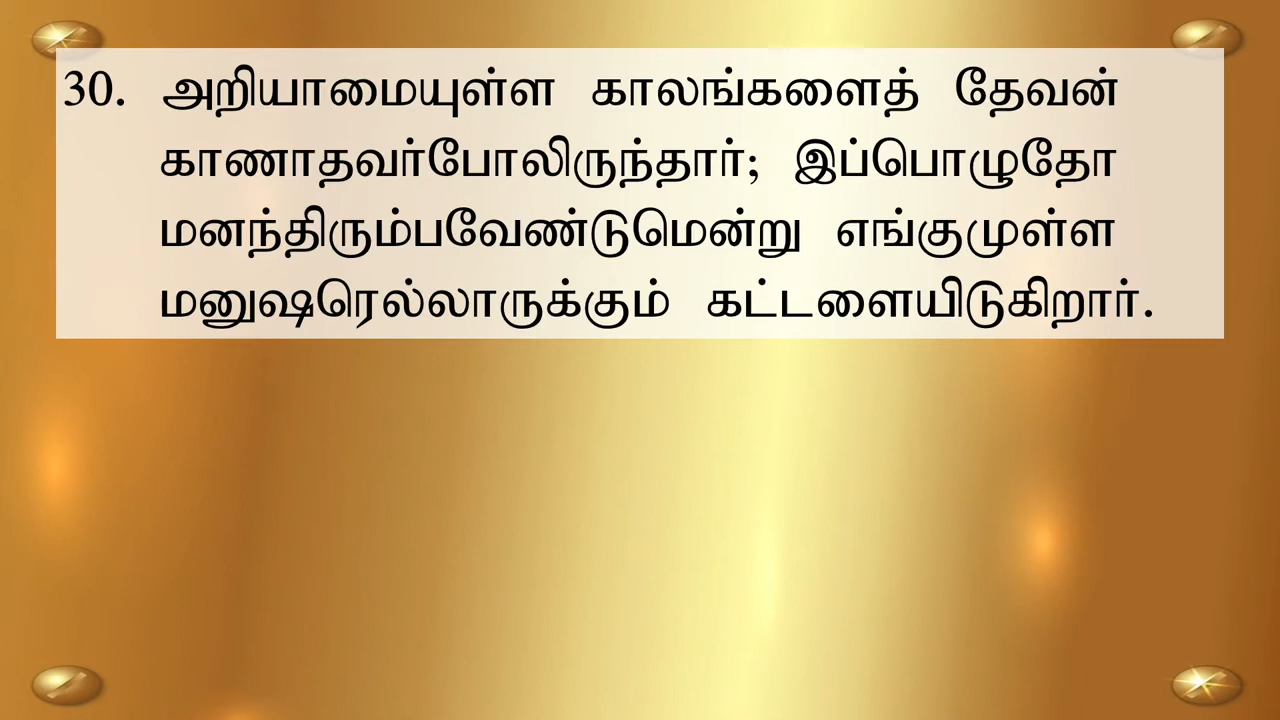 30. அறியாமையுள்ள காலங்களைத் தேவன்
காணாதவர்போலிருந்தார்; இப்பொழுதோ
மனந்திரும்பவேண்டுமென்று எங்குமுள்ள
மனுஷரெல்லாருக்கும் கட்டளையிடுகிறார்.